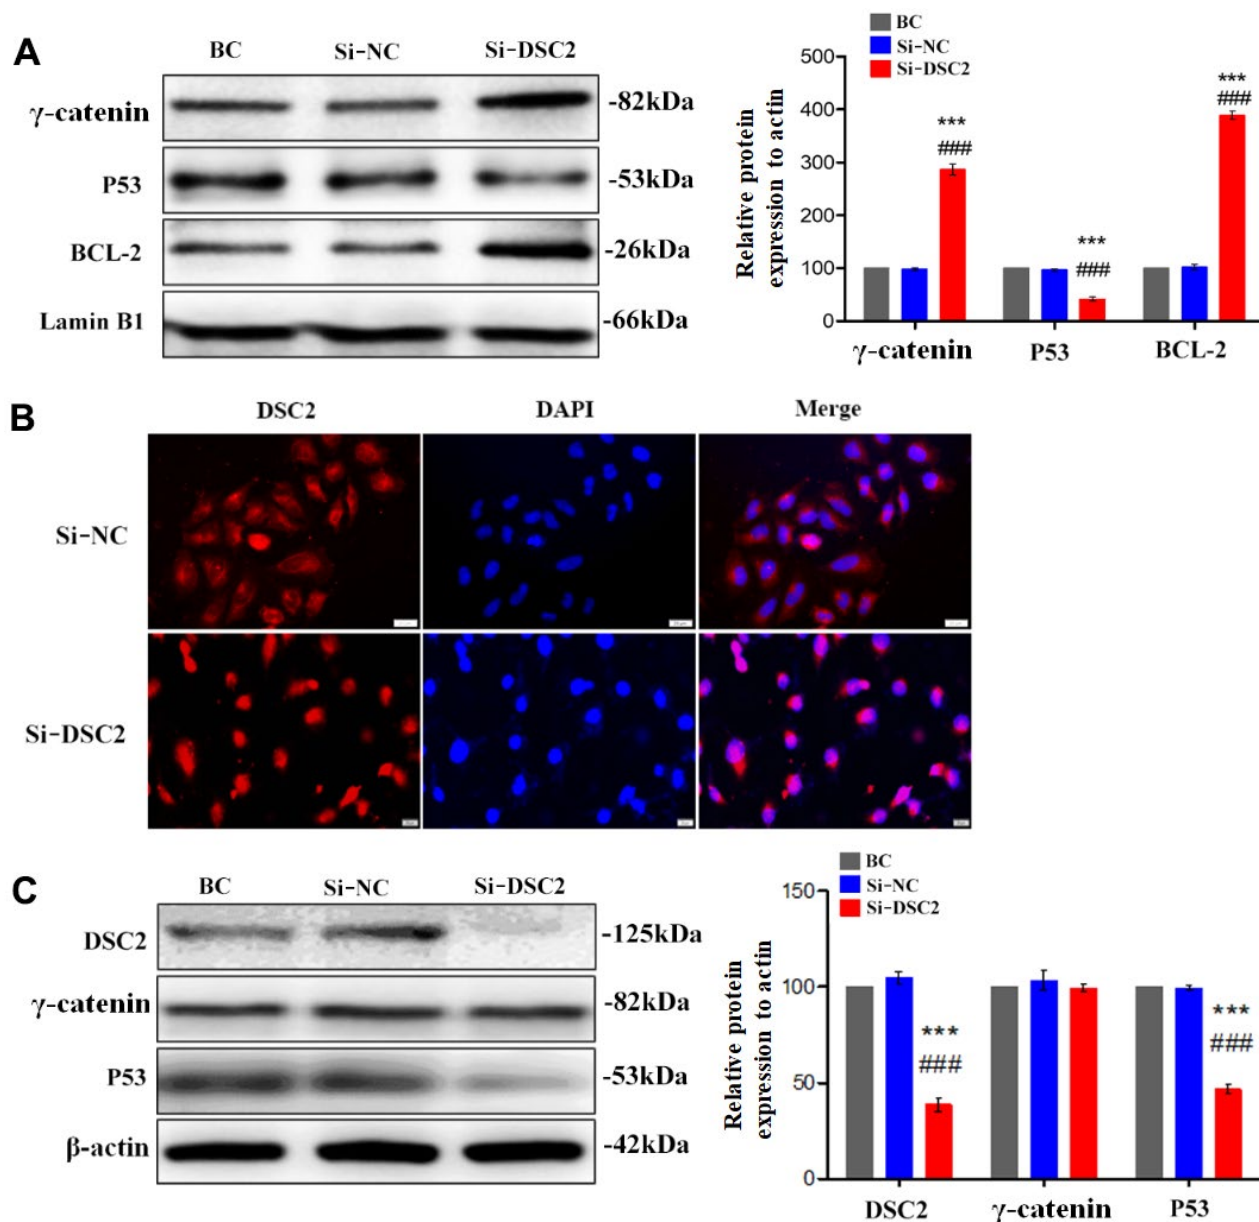 A
BC Si-NC Si-DSC2
γ-catenin -82kDa
P53 -53kDa
BCL-2 -26kDa
Lamin B1 -66kDa
BC
Si-NC
Si-DSC2
Relative protein
expression to actin
500
400
300
200
100
0
***
###
***
###
***
###
γ-catenin P53 BCL-2
B
DSC2 DAPI Merge
Si-NC
Si-DSC2
C
BC Si-NC Si-DSC2
DSC2 -125kDa
γ-catenin -82kDa
P53 -53kDa
β-actin -42kDa
BC
Si-NC
Si-DSC2
Relative protein
expression to actin
150
100
50
0
***
###
***
###
DSC2 γ-catenin P53